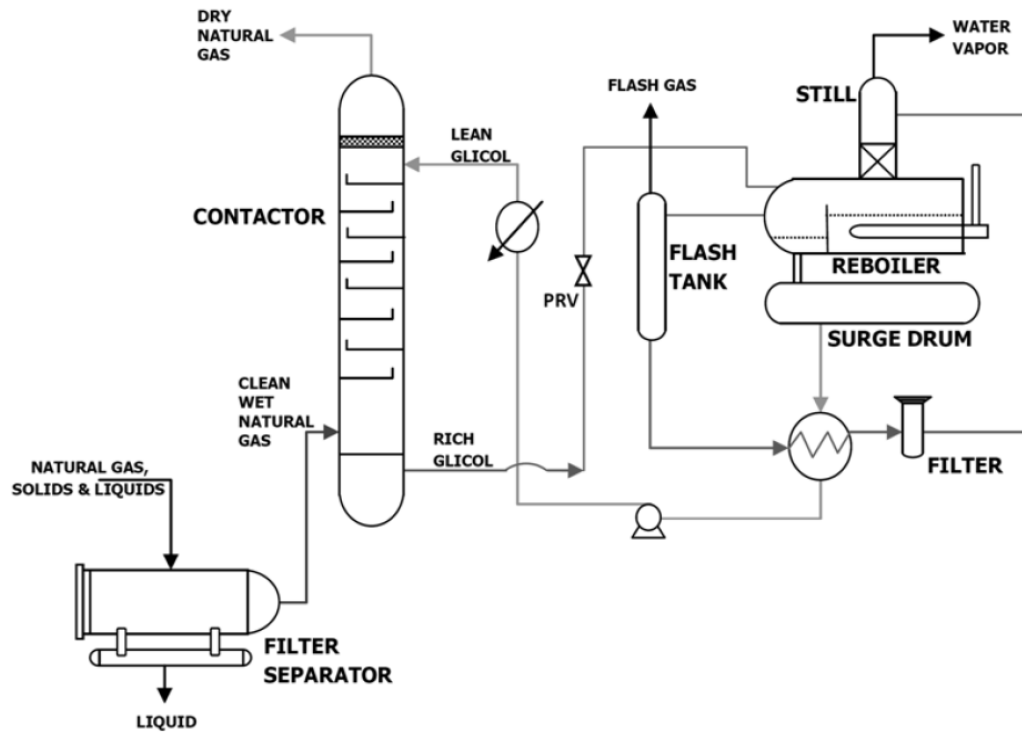 DRY
NATURAL
GAS
WATER
VAPOR
FLASH GAS
STILL
LEAN
GLICOL
CONTACTOR
FLASH
TANK
REBOILER
PRV
SURGE DRUM
CLEAN
WET
NATURAL
GAS
RICH
GLICOL
FILTER
NATURAL GAS,
SOLIDS & LIQUIDS
FILTER
SEPARATOR
LIQUID